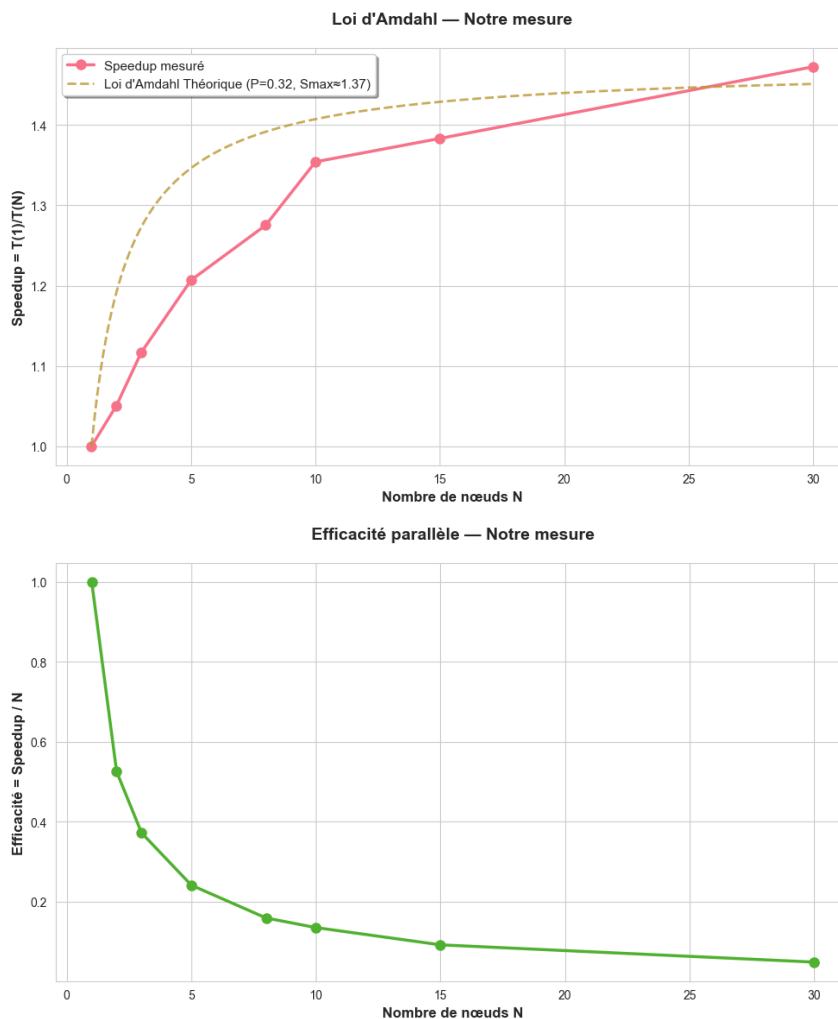 Loi d'Amdahl — Notre mesure
Speedup mesuré
Loi d'Amdahl Théorique (P=0.32, Smax≈1.37)
Speedup = T(1)/T(N)
1.4
1.3
1.2
1.1
1.0
0 5 10 15 20 25 30
Nombre de nœuds N
Efficacité parallèle — Notre mesure
Efficacité = Speedup / N
1.0
0.8
0.6
0.4
0.2
0 5 10 15 20 25 30
Nombre de nœuds N